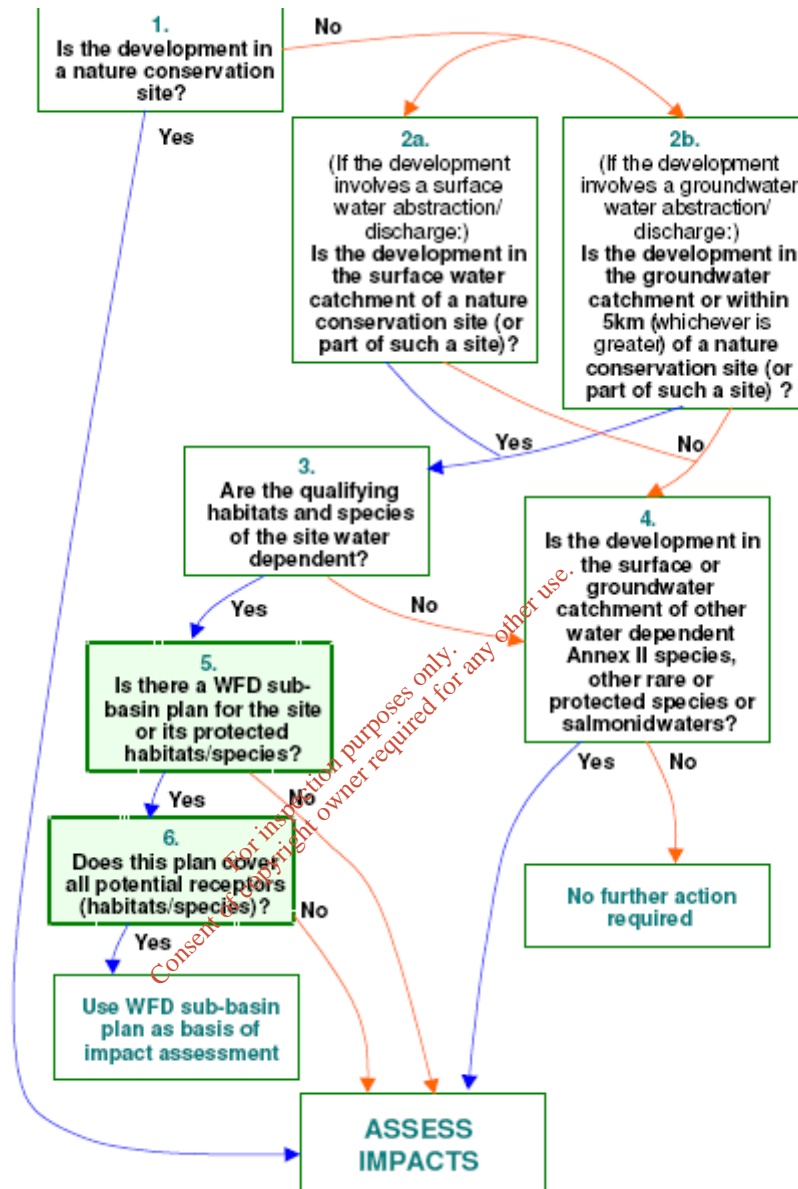 1.
Is the development in
a nature conservation
site?
No
Yes
2a.
(If the development
involves a surface
water abstraction/
discharge:)
Is the development in
the surface water
catchment of a nature
conservation site (or
part of such a site)?
2b.
(If the development
involves a groundwater
water abstraction/
discharge:)
Is the development in
the groundwater
catchment or within
5km (whichever is
greater) of a nature
conservation site (or
part of such a site) ?
Yes
No
3.
Are the qualifying
habitats and species
of the site water
dependent?
Yes
No
4.
Is the development in
the surface or
groundwater
catchment of other
water dependent
Annex II species,
other rare or
protected species or
salmonidwaters?
Yes
No
5.
Is there a WFD sub-
basin plan for the site
or its protected
habitats/species?
Yes
No
6.
Does this plan cover
all potential receptors
(habitats/species)?
Yes
No
No further action
required
Use WFD sub-basin
plan as basis of
impact assessment
ASSESS
IMPACTS
For inspection purposes only.
Consent of copyright owner required for any other use.